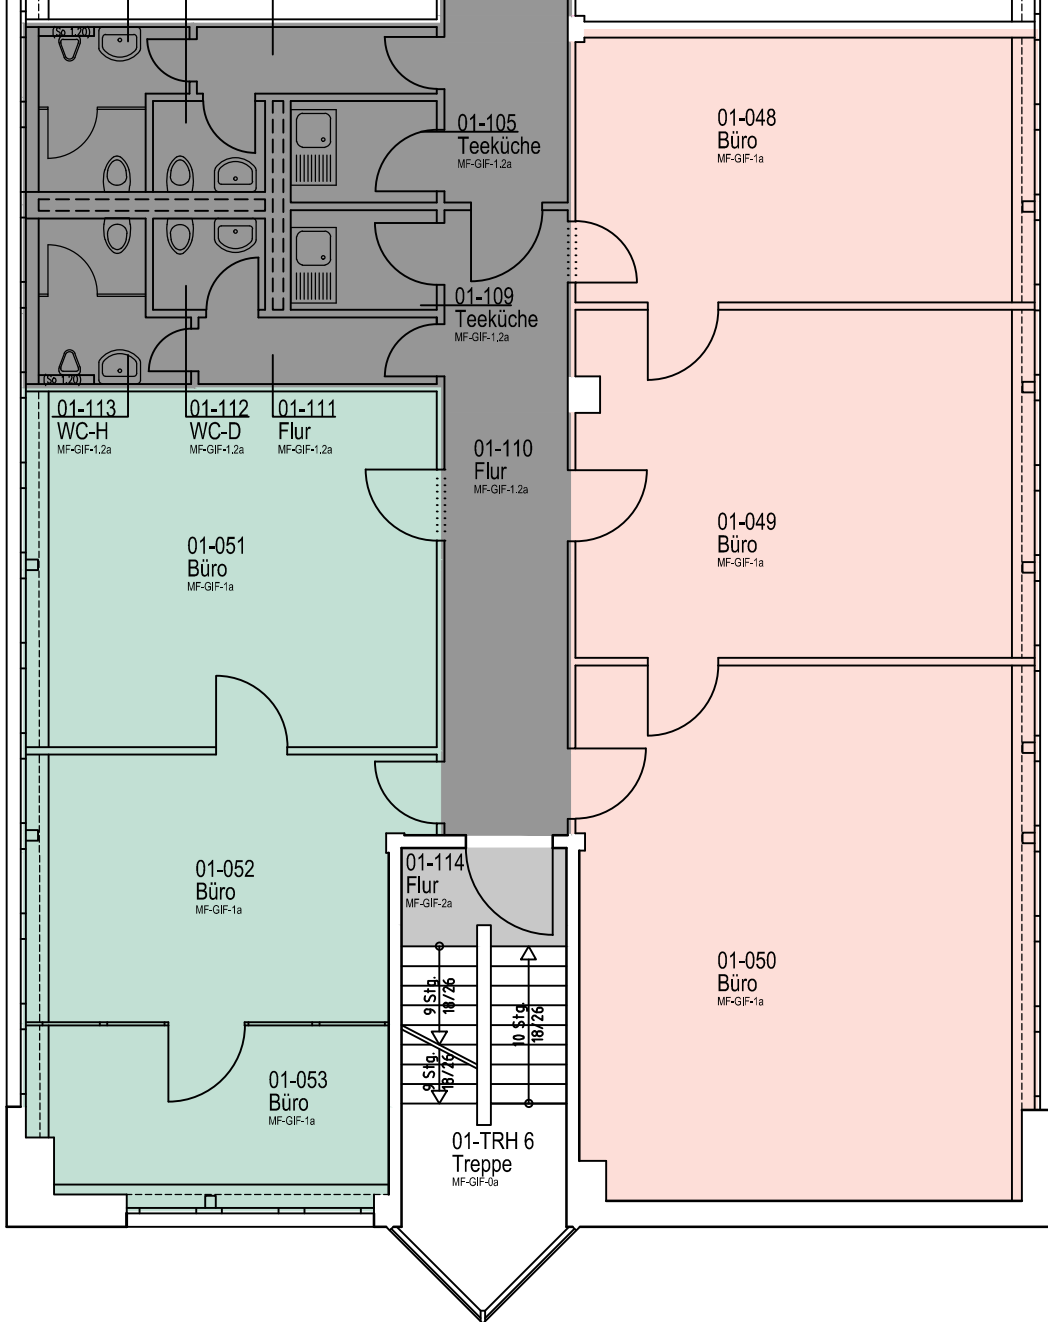 (So 1.20)
01-105
Teeküche
MF-GIF-1.2a
01-048
Büro
MF-GIF-1a
01-109
Teeküche
MF-GIF-1.2a
(So 1.20)
01-113
WC-H
MF-GIF-1.2a
01-112
WC-D
MF-GIF-1.2a
01-111
Flur
MF-GIF-1.2a
01-110
Flur
MF-GIF-1.2a
01-051
Büro
MF-GIF-1a
01-049
Büro
MF-GIF-1a
01-052
Büro
MF-GIF-1a
01-114
Flur
MF-GIF-2a
01-050
Büro
MF-GIF-1a
9 Stg.
18/26
10 Stg.
18/26
9 Stg.
18/26
01-053
Büro
MF-GIF-1a
01-TRH 6
Treppe
MF-GIF-0a